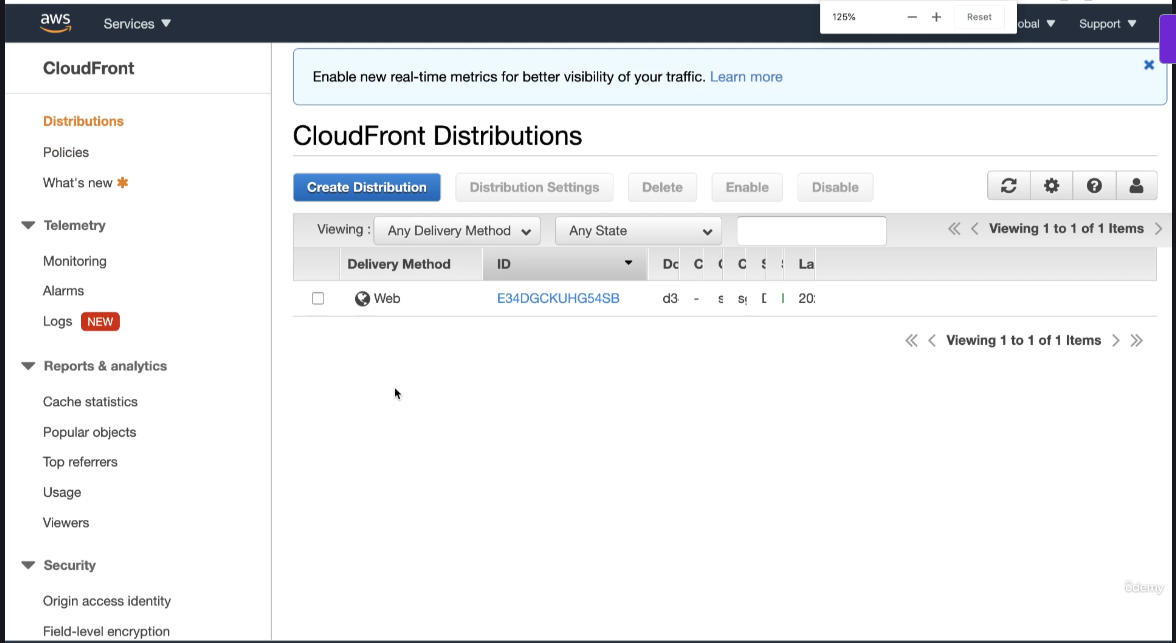 aws Services 125% − + Reset obal Support
CloudFront
Enable new real-time metrics for better visibility of your traffic. Learn more
CloudFront Distributions
Distributions
Policies
What's new
Create Distribution Distribution Settings Delete Enable Disable
Telemetry
Viewing : Any Delivery Method Any State Viewing 1 to 1 of 1 Items
Monitoring
Delivery Method ID Do C C S La
Alarms
Web E34DGCKUHG54SB d3 - s 20
Logs NEW
Viewing 1 to 1 of 1 Items
Reports & analytics
Cache statistics
Popular objects
Top referrers
Usage
Viewers
Security
Origin access identity
Field-level encryption
ûdemy